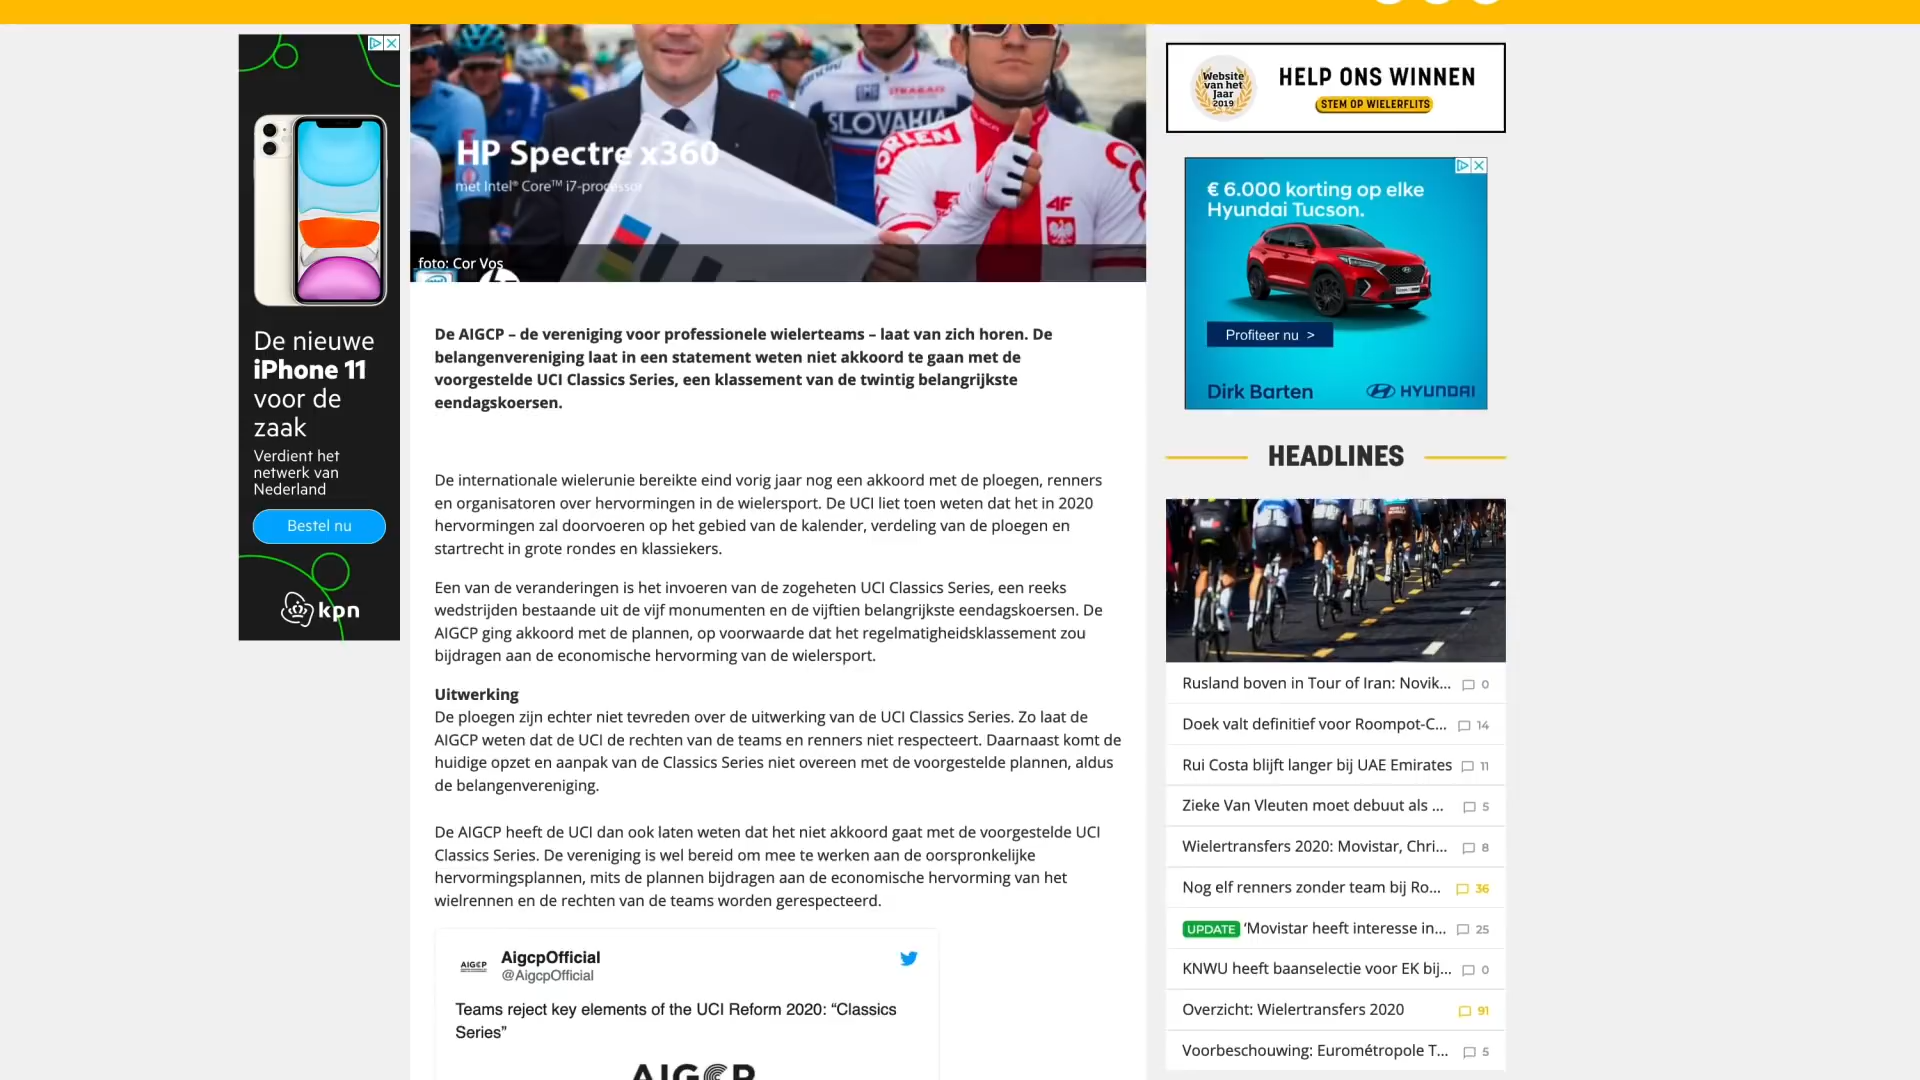 De nieuwe
iPhone 11
voor de
zaak
Verdient het
netwerk van
Nederland
Bestel nu
kpn
SLOVAKIA
ORLEN
4F
HP Spectre x360
met Intel® Core™ i7-processor
foto: Cor Vos
De AIGCP – de vereniging voor professionele wielerteams – laat van zich horen. De
belangenvereniging laat in een statement weten niet akkoord te gaan met de
voorgestelde UCI Classics Series, een klassement van de twintig belangrijkste
eendagskoersen.
De internationale wielerunie bereikte eind vorig jaar nog een akkoord met de ploegen, renners
en organisatoren over hervormingen in de wielersport. De UCI liet toen weten dat het in 2020
hervormingen zal doorvoeren op het gebied van de kalender, verdeling van de ploegen en
startrecht in grote rondes en klassiekers.
Een van de veranderingen is het invoeren van de zogeheten UCI Classics Series, een reeks
wedstrijden bestaande uit de vijf monumenten en de vijftien belangrijkste eendagskoersen. De
AIGCP ging akkoord met de plannen, op voorwaarde dat het regelmatigheidsklassement zou
bijdragen aan de economische hervorming van de wielersport.
Uitwerking
De ploegen zijn echter niet tevreden over de uitwerking van de UCI Classics Series. Zo laat de
AIGCP weten dat de UCI de rechten van de teams en renners niet respecteert. Daarnaast komt de
huidige opzet en aanpak van de Classics Series niet overeen met de voorgestelde plannen, aldus
de belangenvereniging.
De AIGCP heeft de UCI dan ook laten weten dat het niet akkoord gaat met de voorgestelde UCI
Classics Series. De vereniging is wel bereid om mee te werken aan de oorspronkelijke
hervormingsplannen, mits de plannen bijdragen aan de economische hervorming van het
wielrennen en de rechten van de teams worden gerespecteerd.
AIGCP
AigcpOfficial
@AigcpOfficial
Teams reject key elements of the UCI Reform 2020: “Classics
Series”
AIGCP
Website
van het
Jaar
2019
HELP ONS WINNEN
STEM OP WIELERFLITS
€ 6.000 korting op elke
Hyundai Tucson.
Profiteer nu >
Dirk Barten
HYUNDAI
HEADLINES
Rusland boven in Tour of Iran: Novik... 0
Doek valt definitief voor Roompot-C... 14
Rui Costa blijft langer bij UAE Emirates 11
Zieke Van Vleuten moet debuut als ... 5
Wielertransfers 2020: Movistar, Chri... 8
Nog elf renners zonder team bij Ro... 36
UPDATE ‘Movistar heeft interesse in... 25
KNWU heeft baanselectie voor EK bij... 0
Overzicht: Wielertransfers 2020 91
Voorbeschouwing: Eurométropole T... 5